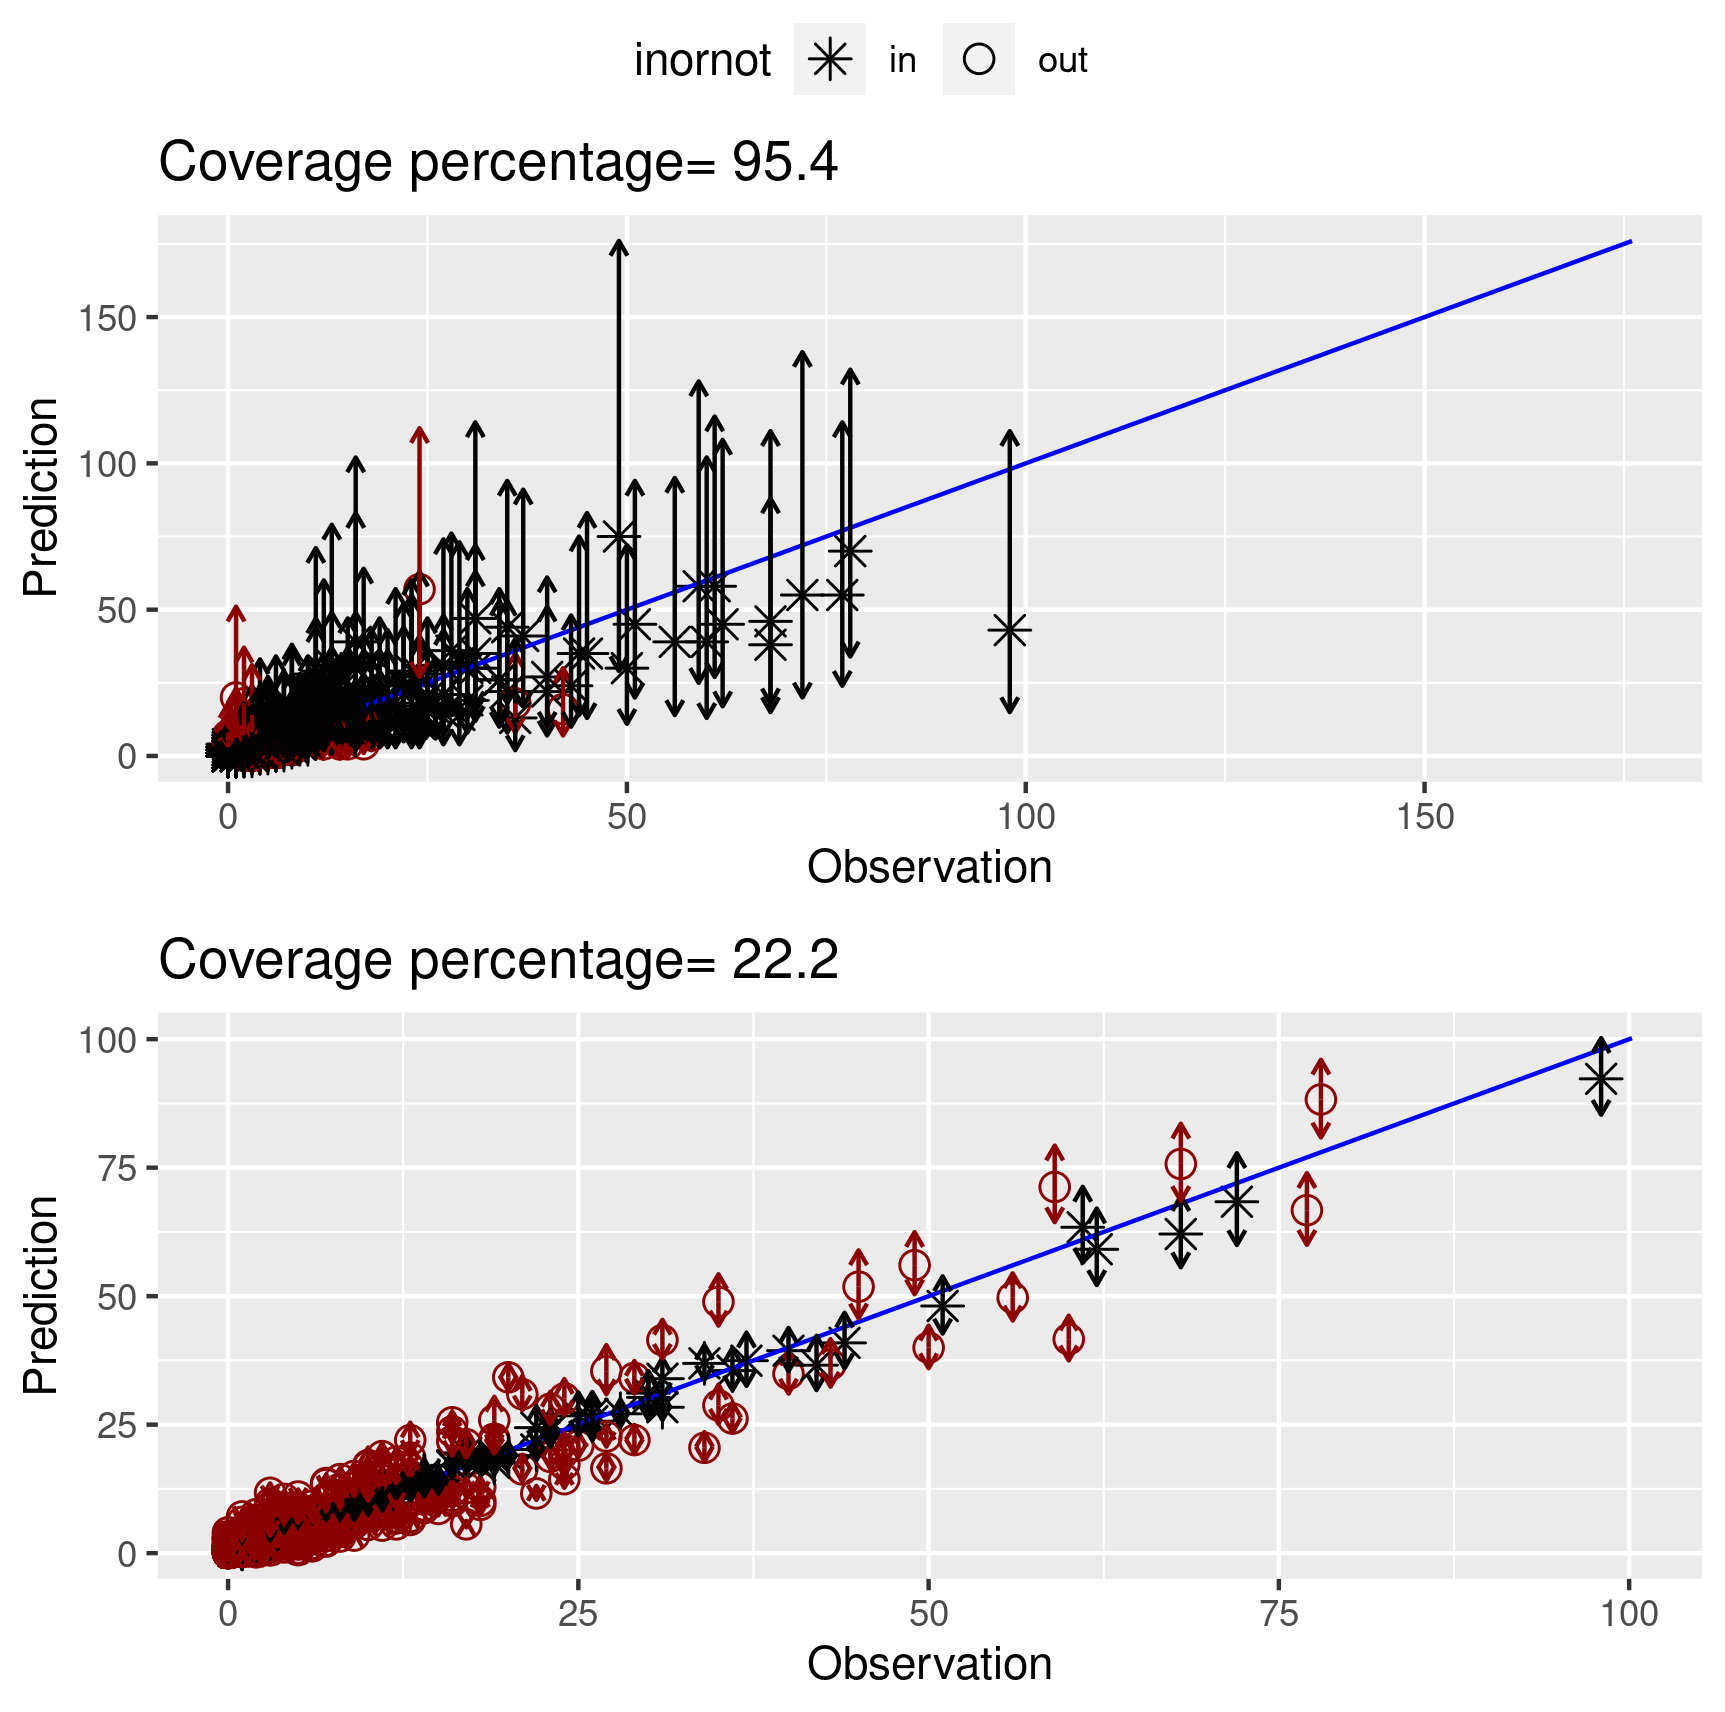 inornot in out
Coverage percentage= 95.4
150
100
50
0
Prediction
0 50 100 150
Observation
Coverage percentage= 22.2
100
75
50
25
0
Prediction
0 25 50 75 100
Observation